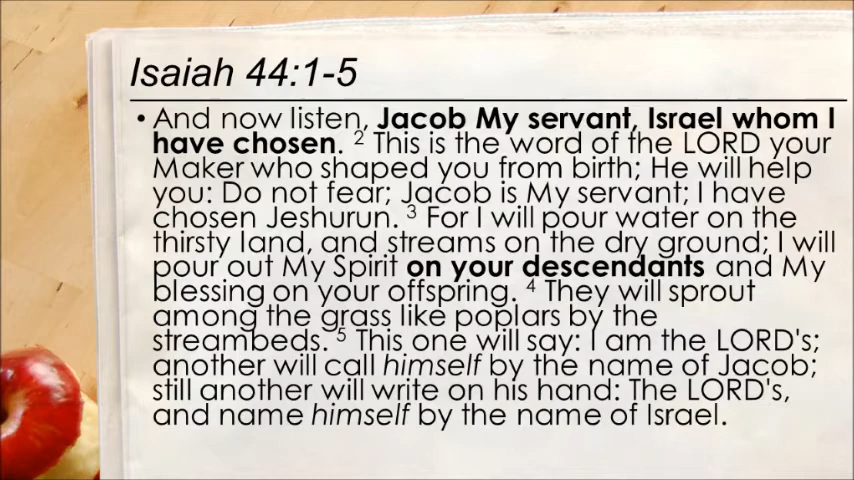 Isaiah 44:1-5
• And now listen, Jacob My servant, Israel whom I
have chosen. 2 This is the word of the LORD your
Maker who shaped you from birth; He will help
you: Do not fear; Jacob is My servant; I have
chosen Jeshurun. 3 For I will pour water on the
thirsty land, and streams on the dry ground; I will
pour out My Spirit on your descendants and My
blessing on your offspring. 4 They will sprout
among the grass like poplars by the
streambeds. 5 This one will say: I am the LORD's;
another will call himself by the name of Jacob;
still another will write on his hand: The LORD's,
and name himself by the name of Israel.